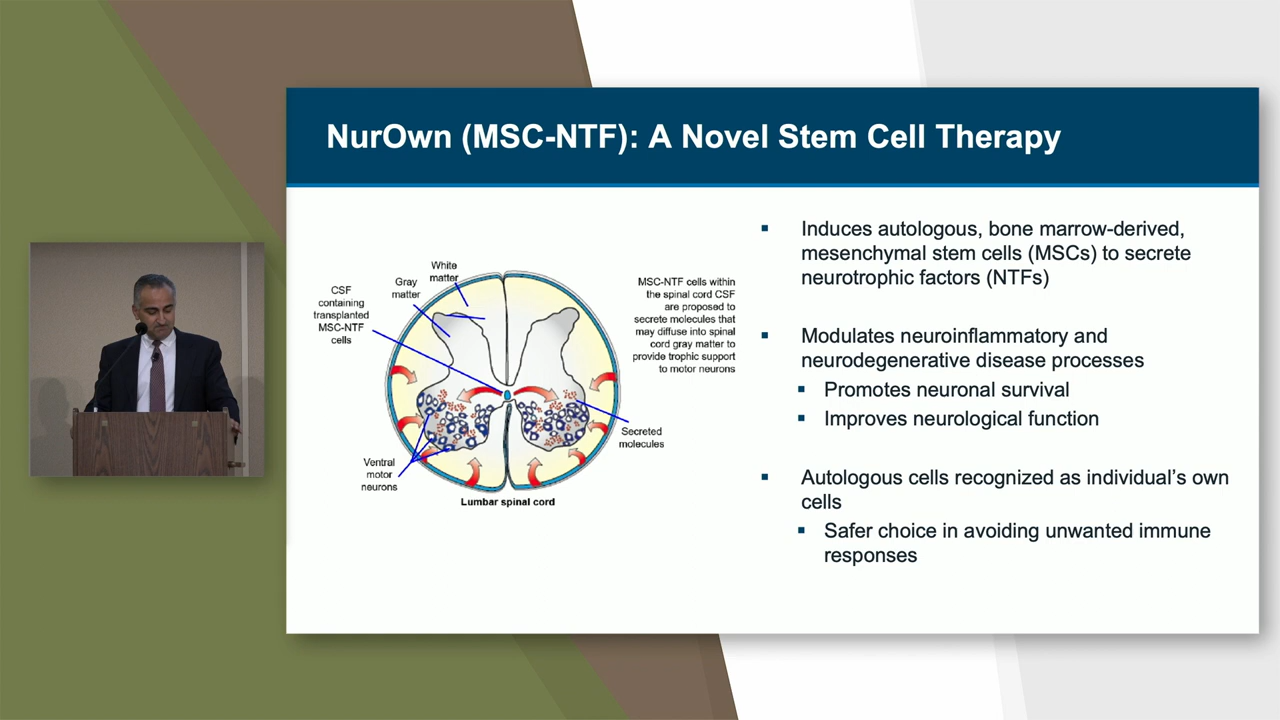 NurOwn (MSC-NTF): A Novel Stem Cell Therapy
White
matter
Gray
matter
CSF
containing
transplanted
MSC-NTF
cells
MSC-NTF cells within
the spinal cord CSF
are proposed to
secrete molecules that
may diffuse into spinal
cord gray matter to
provide trophic support
to motor neurons
Secreted
molecules
Ventral
motor
neurons
Lumbar spinal cord
▪ Induces autologous, bone marrow-derived,
mesenchymal stem cells (MSCs) to secrete
neurotrophic factors (NTFs)
▪ Modulates neuroinflammatory and
neurodegenerative disease processes
▪ Promotes neuronal survival
▪ Improves neurological function
▪ Autologous cells recognized as individual’s own
cells
▪ Safer choice in avoiding unwanted immune
responses